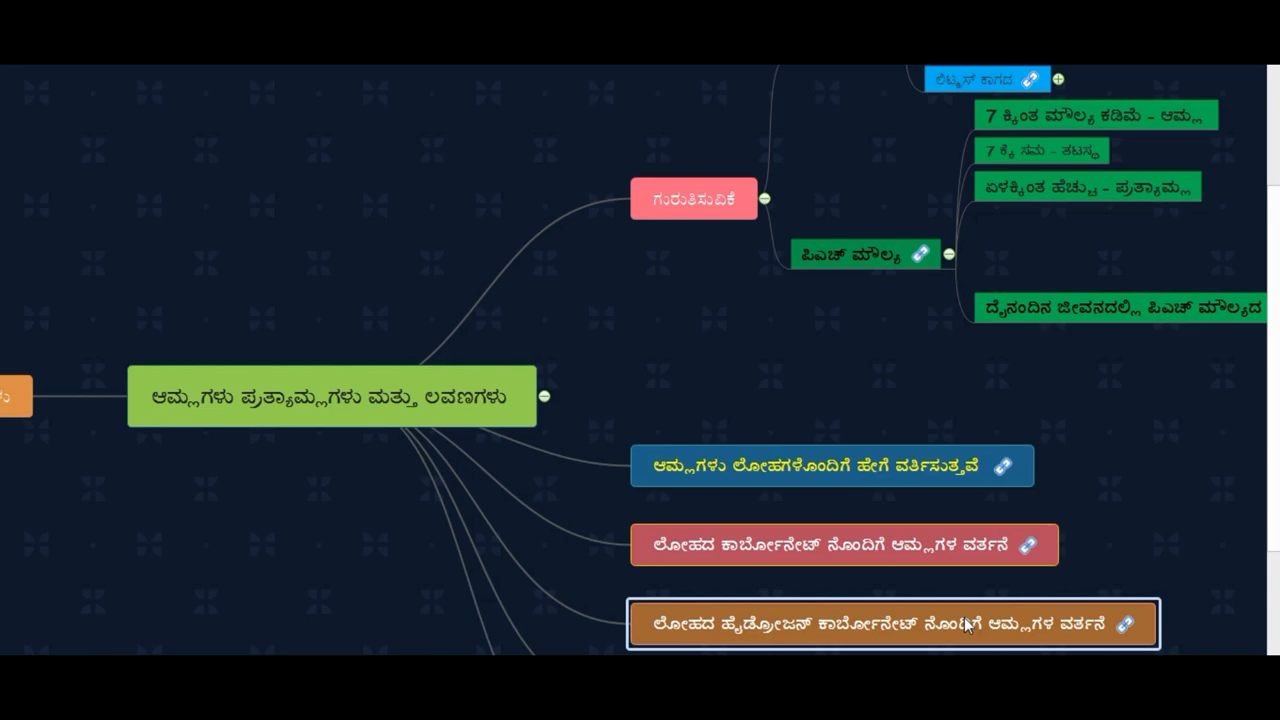 ಲಿಟ್ಮಸ್ ಕಾಗದ
7 ಕ್ಕಿಂತ ಮೌಲ್ಯ ಕಡಿಮೆ - ಆಮ್ಲ
7 ಕ್ಕೆ ಸಮ - ತಟಸ್ಥ
ಏಳಕ್ಕಿಂತ ಹೆಚ್ಚು - ಪ್ರತ್ಯಾಮ್ಲ
ಗುರುತಿಸುವಿಕೆ
ಪಿಎಚ್ ಮೌಲ್ಯ
ದೈನಂದಿನ ಜೀವನದಲ್ಲಿ ಪಿಎಚ್ ಮೌಲ್ಯದ
ಆಮ್ಲಗಳು ಪ್ರತ್ಯಾಮ್ಲಗಳು ಮತ್ತು ಲವಣಗಳು
ಆಮ್ಲಗಳು ಲೋಹಗಳೊಂದಿಗೆ ಹೇಗೆ ವರ್ತಿಸುತ್ತವೆ
ಲೋಹದ ಕಾರ್ಬೋನೇಟ್ ನೊಂದಿಗೆ ಆಮ್ಲಗಳ ವರ್ತನೆ
ಲೋಹದ ಹೈಡ್ರೋಜನ್ ಕಾರ್ಬೋನೇಟ್ ನೊಂದಿಗೆ ಆಮ್ಲಗಳ ವರ್ತನೆ